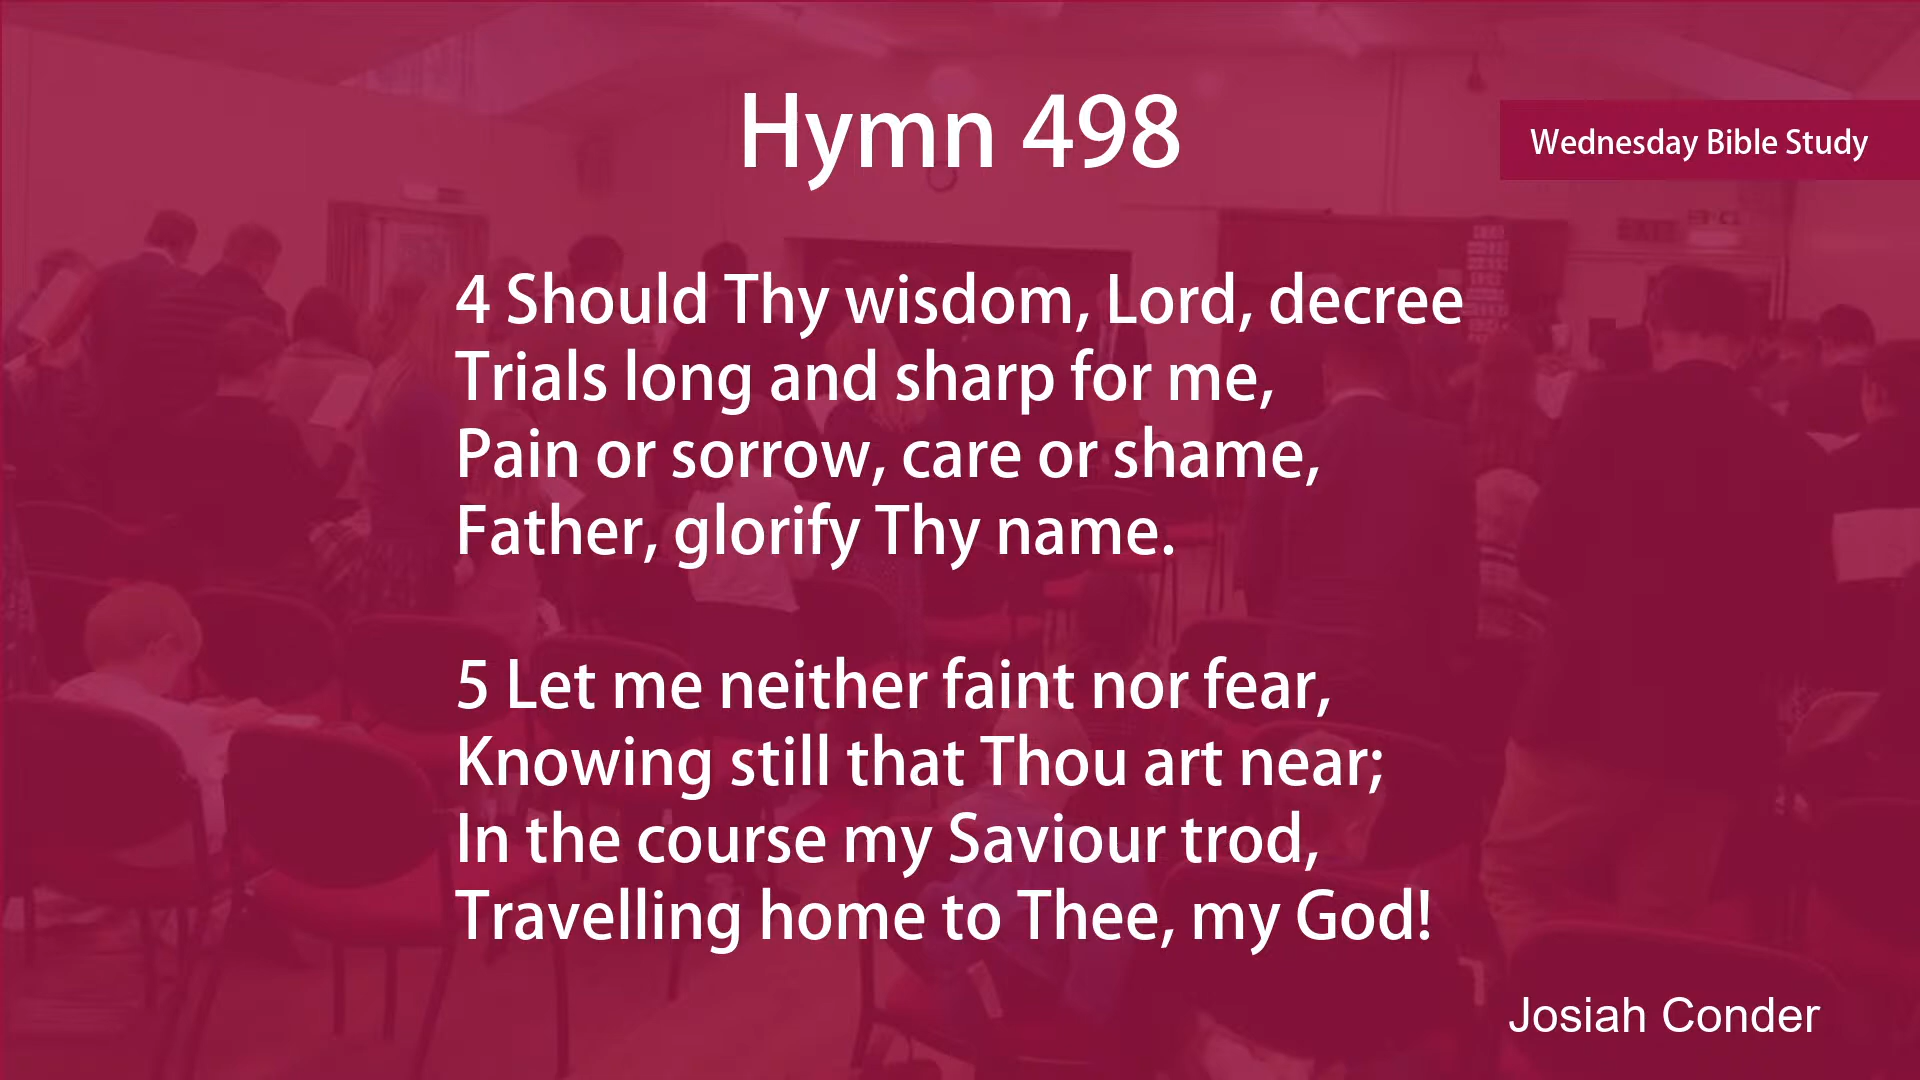 Hymn 498
Wednesday Bible Study
4 Should Thy wisdom, Lord, decree
Trials long and sharp for me,
Pain or sorrow, care or shame,
Father, glorify Thy name.
5 Let me neither faint nor fear,
Knowing still that Thou art near;
In the course my Saviour trod,
Travelling home to Thee, my God!
Josiah Conder